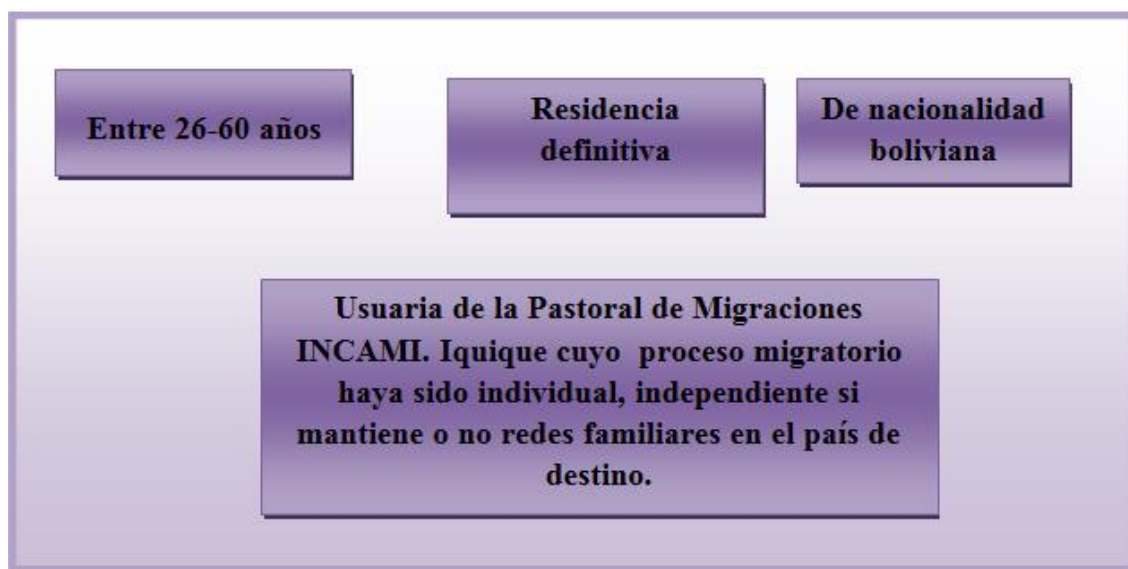 Entre 26-60 años
Residencia
definitiva
De nacionalidad
boliviana
Usuaria de la Pastoral de Migraciones
INCAMI. Iquique cuyo proceso migratorio
haya sido individual, independiente si
mantiene o no redes familiares en el país de
destino.